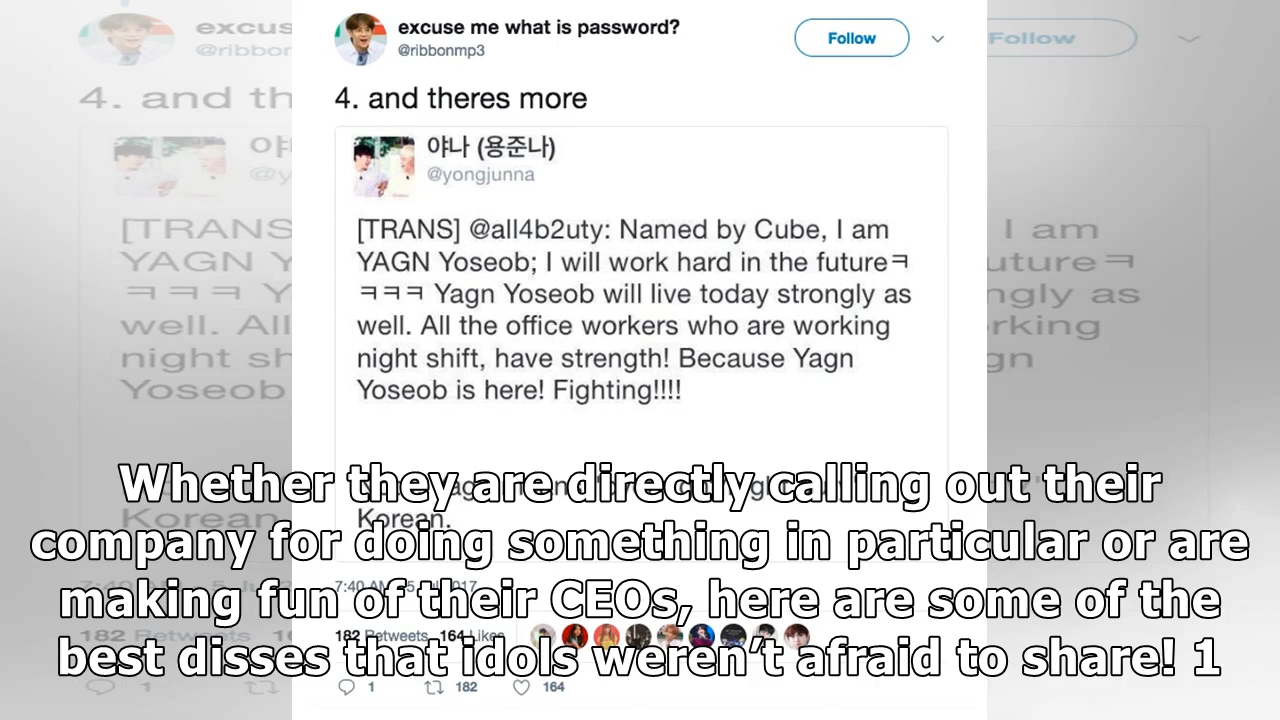 excuse me what is password?
@ribbonmp3
Follow
4. and theres more
야나 (용준나)
@yongjunna
[TRANS] @all4b2uty: Named by Cube, I am
YAGN Yoseob; I will work hard in the futureㅋ
ㅋㅋㅋ Yagn Yoseob will live today strongly as
well. All the office workers who are working
night shift, have strength! Because Yagn
Yoseob is here! Fighting!!!!
Korean.
Whether they are directly calling out their
company for doing something in particular or are
making fun of their CEOs, here are some of the
best disses that idols weren't afraid to share! 1
182 Retweets 164 Likes
1 182 164